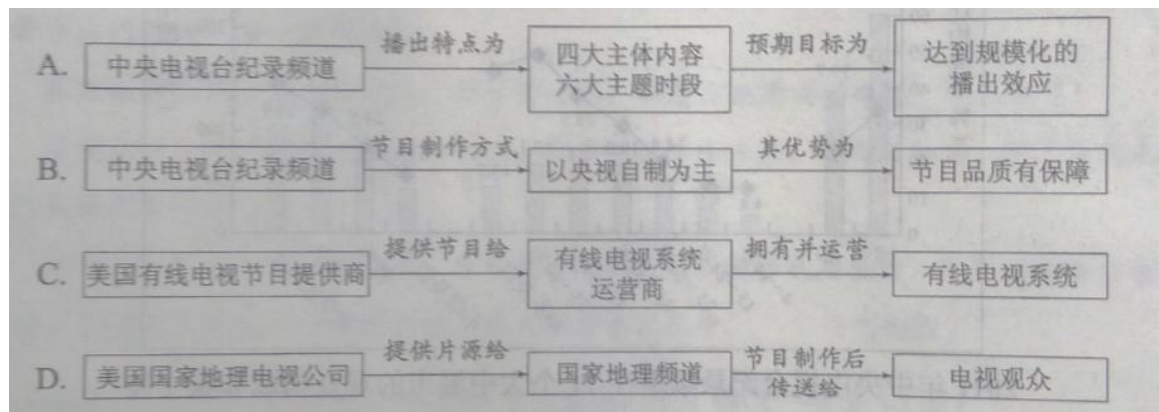 A. 中央电视台纪录频道 播出特点为 四大主体内容 六大主题时段 预期目标为 达到规模化的 播出效应
B. 中央电视台纪录频道 节目制作方式 以央视自制为主 其优势为 节目品质有保障
C. 美国有线电视节目提供商 提供节目给 有线电视系统 运营商 拥有并运营 有线电视系统
D. 美国国家地理电视公司 提供片源给 国家地理频道 节目制作后 传送给 电视观众